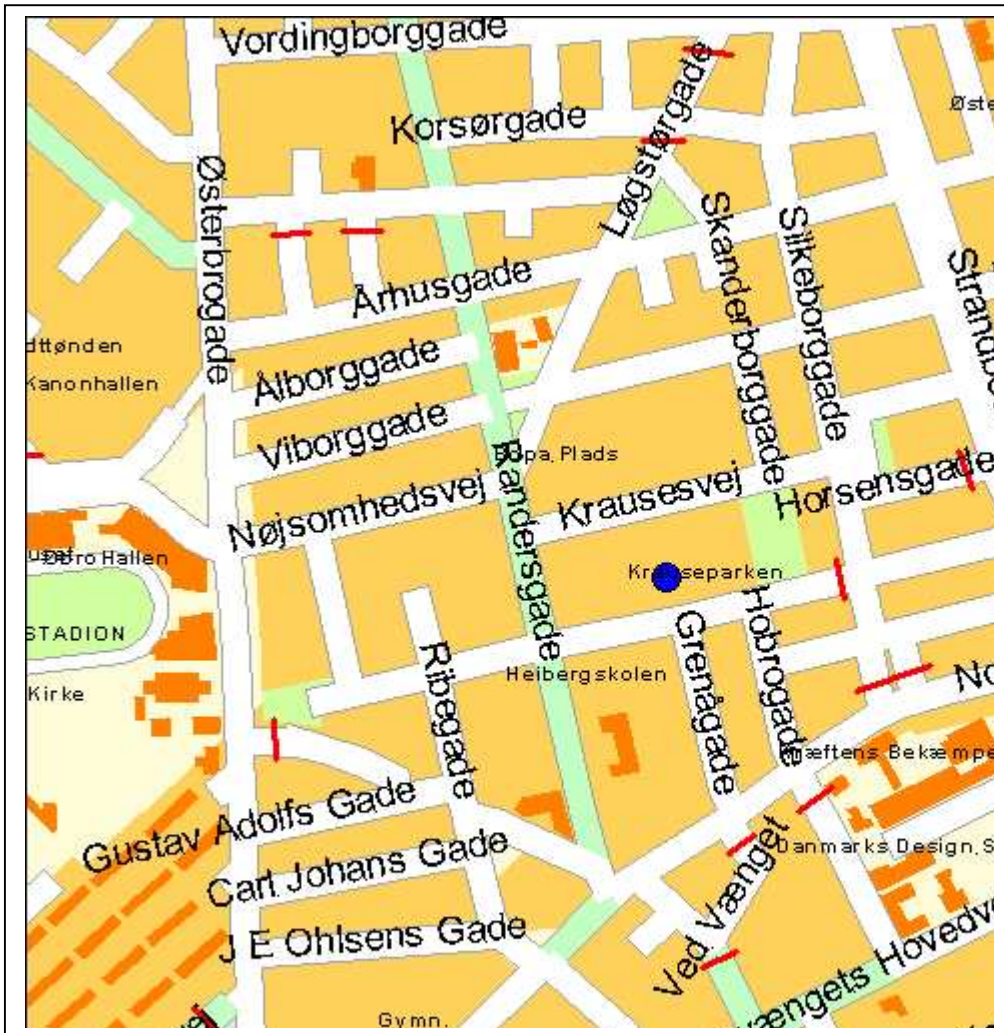 Vordingborggade
Korsørgade
Løgstørgade
Østerbrogade
Skanderborggade
Silkeborggade
Århusgade
Ålborggade
Kanonhallen
Viborggade
Randersgade
Plads
Nøjsomhedsvej
Krausesvej
Horsensgade
Hallen
STADION
Hobrogade
Grenågade
Ribegade
Heibergskolen
Kirke
Gustav Adolfs Gade
Carl Johans Gade
J E Ohlsens Gade
Ved Vænget
Danmarks Design
Gymn.